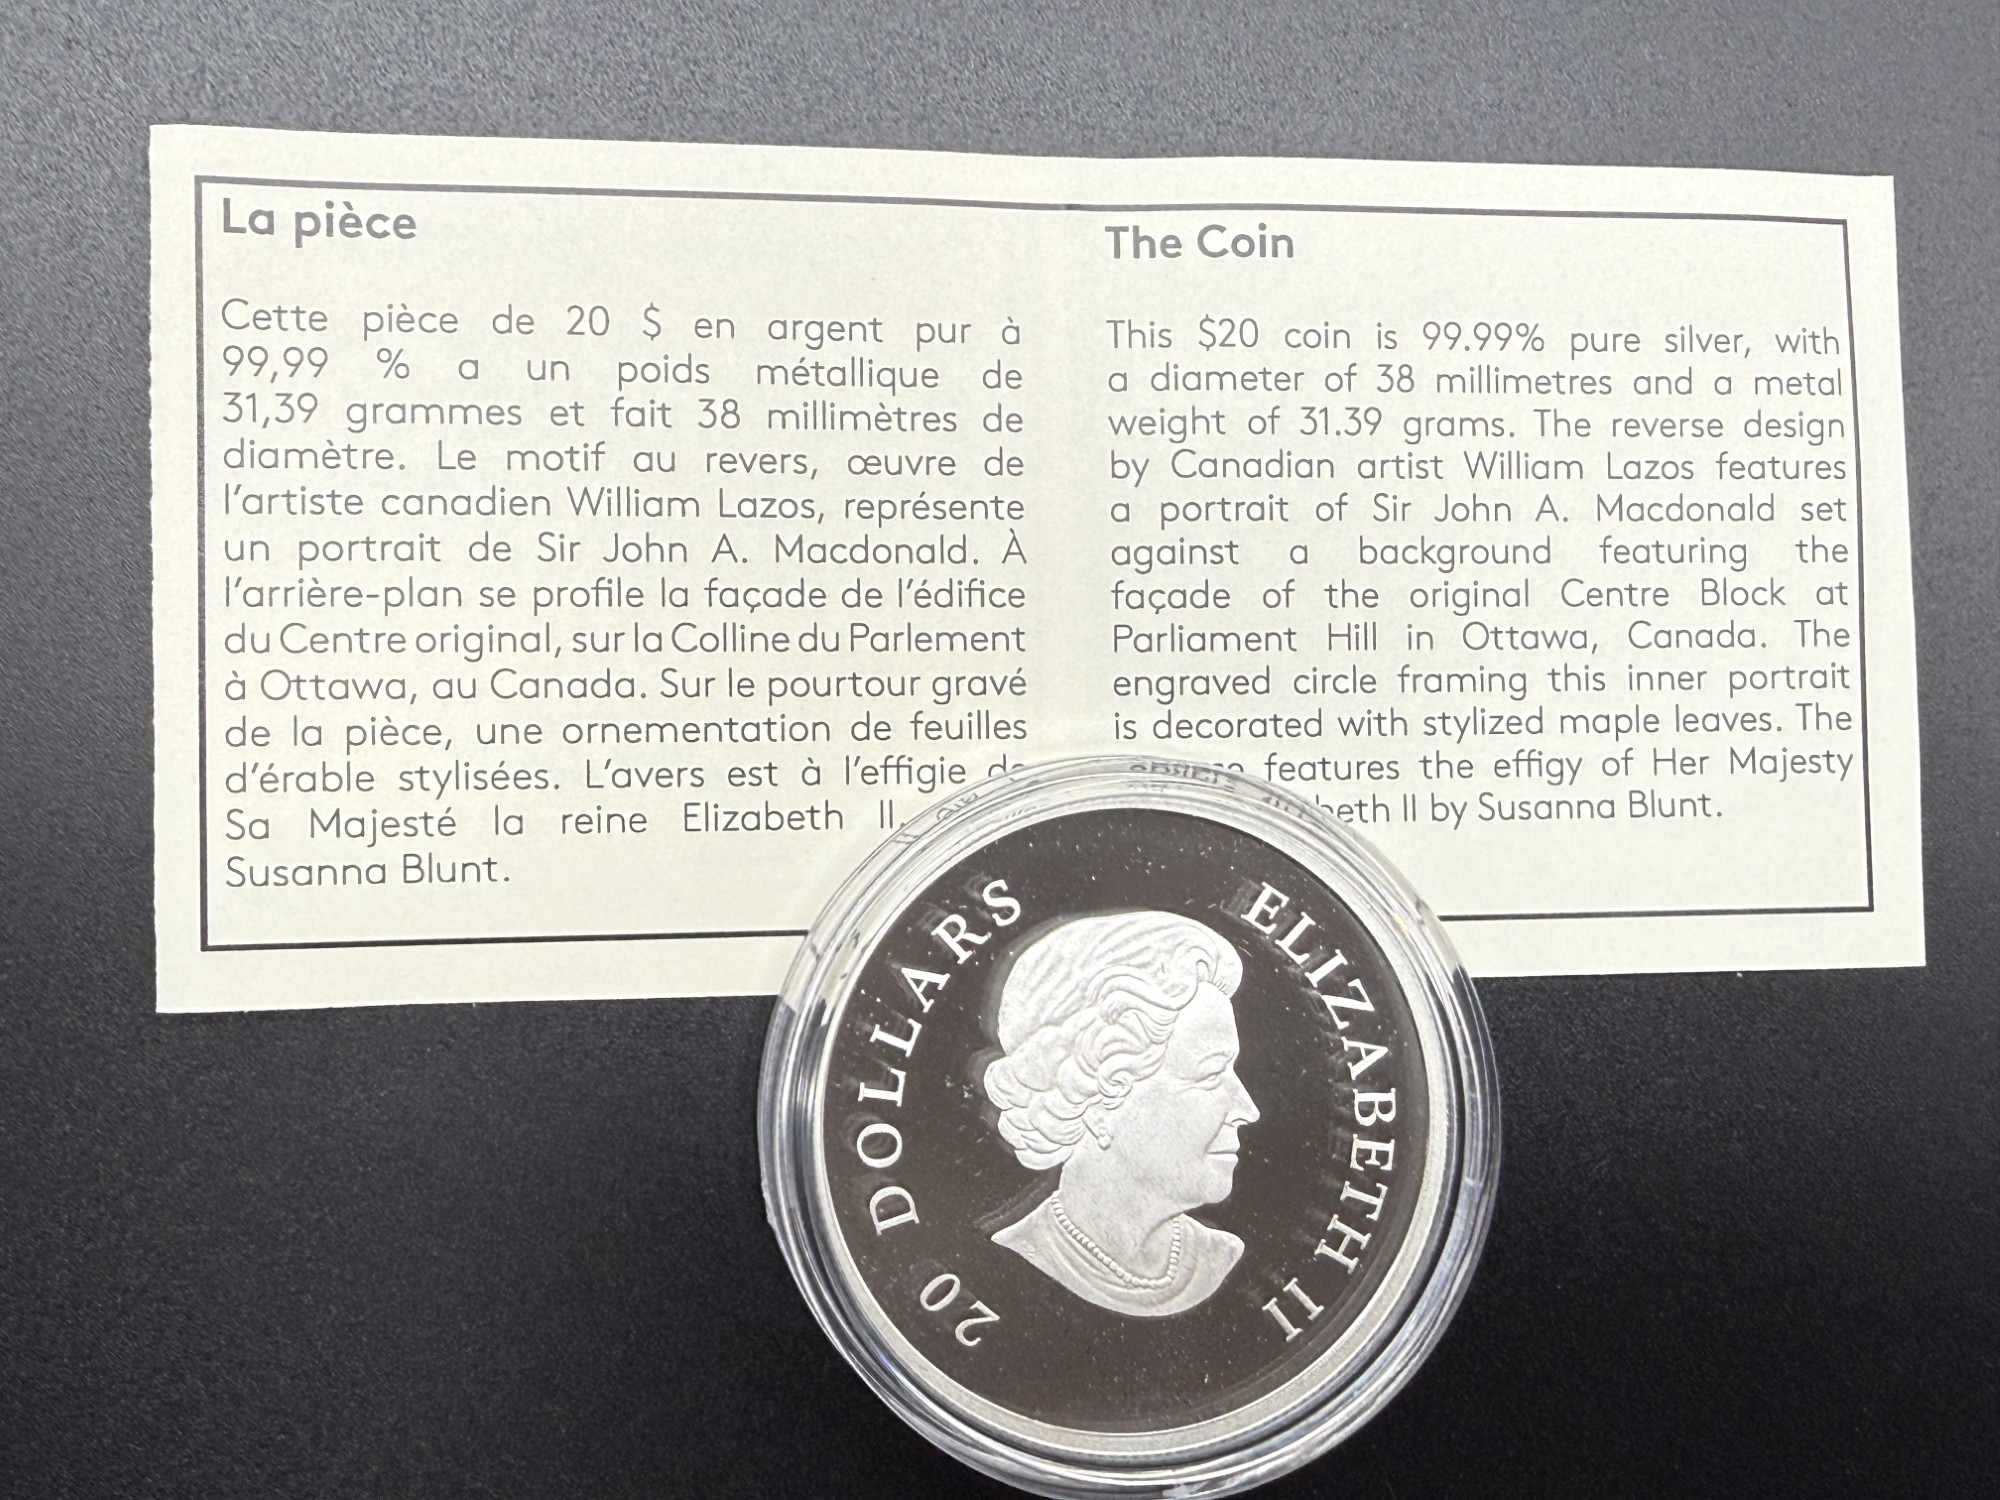 La pièce
Cette pièce de 20 $ en argent pur à
99,99 % a un poids métallique de
31,39 grammes et fait 38 millimètres de
diamètre. Le motif au revers, œuvre de
l'artiste canadien William Lazos, représente
un portrait de Sir John A. Macdonald. À
l'arrière-plan se profile la façade de l'édifice
du Centre original, sur la Colline du Parlement
à Ottawa, au Canada. Sur le pourtour gravé
de la pièce, une ornementation de feuilles
d'érable stylisées. L'avers est à l'effigie de
Sa Majesté la reine Elizabeth II,
Susanna Blunt.
The Coin
This $20 coin is 99.99% pure silver, with
a diameter of 38 millimetres and a metal
weight of 31.39 grams. The reverse design
by Canadian artist William Lazos features
a portrait of Sir John A. Macdonald set
against a background featuring the
façade of the original Centre Block at
Parliament Hill in Ottawa, Canada. The
engraved circle framing this inner portrait
is decorated with stylized maple leaves. The
features the effigy of Her Majesty
II by Susanna Blunt.
20 DOLLARS
ELIZABETH II